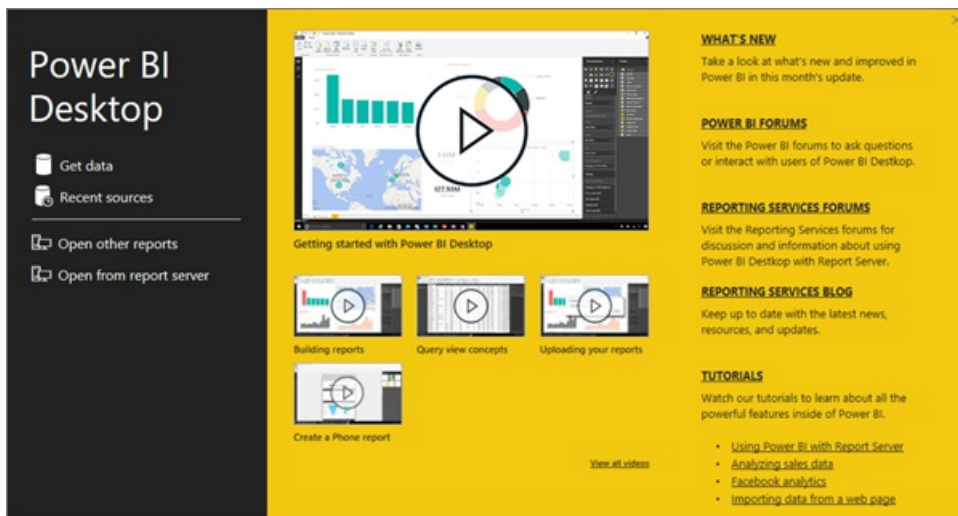 Power BI
Desktop
Get data
Recent sources
Open other reports
Open from report server
Getting started with Power BI Desktop
Building reports
Query view concepts
Uploading your reports
Create a Phone report
View all videos
WHAT'S NEW
Take a look at what's new and improved in
Power BI in this month's update.
POWER BI FORUMS
Visit the Power BI forums to ask questions
or interact with users of Power BI Destkop.
REPORTING SERVICES FORUMS
Visit the Reporting Services forums for
discussion and information about using
Power BI Destkop with Report Server.
REPORTING SERVICES BLOG
Keep up to date with the latest news,
resources, and updates.
TUTORIALS
Watch our tutorials to learn about all the
powerful features inside of Power BI.
• Using Power BI with Report Server
• Analyzing sales data
• Facebook analytics
• Importing data from a web page